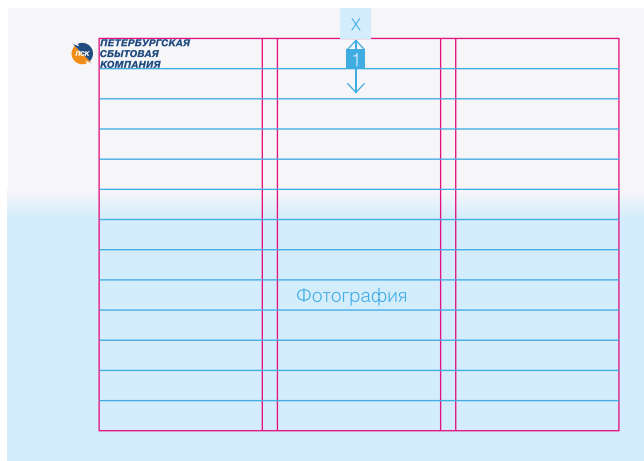 X
ПЕТЕРБУРГСКАЯ
СБЫТОВАЯ
КОМПАНИЯ
ПСК
1
Фотография